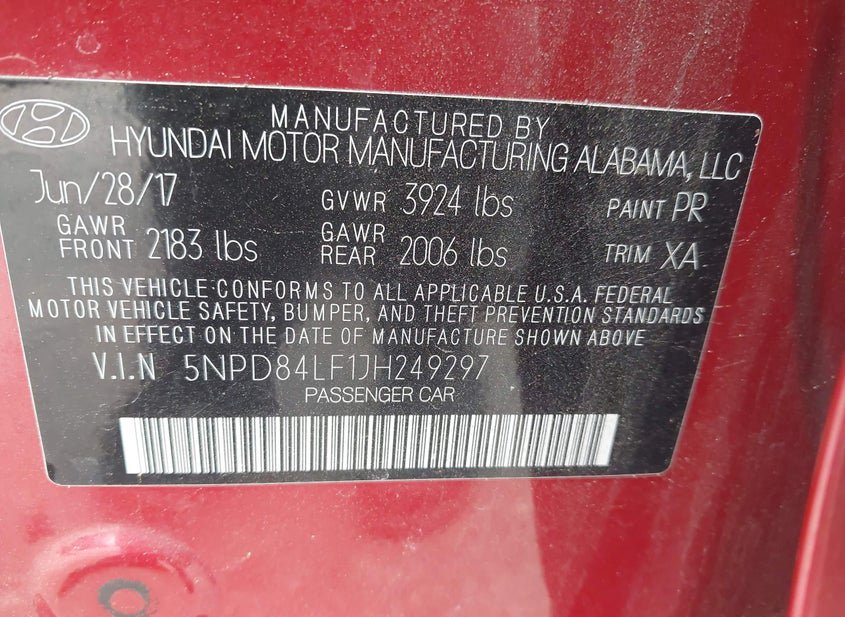 MANUFACTURED BY
HYUNDAI MOTOR MANUFACTURING ALABAMA, LLC
Jun/28/17 GVWR 3924 lbs PAINT PR
GAWR FRONT 2183 lbs GAWR REAR 2006 lbs TRIM XA
THIS VEHICLE CONFORMS TO ALL APPLICABLE U.S.A. FEDERAL
MOTOR VEHICLE SAFETY, BUMPER, AND THEFT PREVENTION STANDARDS
IN EFFECT ON THE DATE OF MANUFACTURE SHOWN ABOVE
V.I.N 5NPD84LF1JH249297
PASSENGER CAR